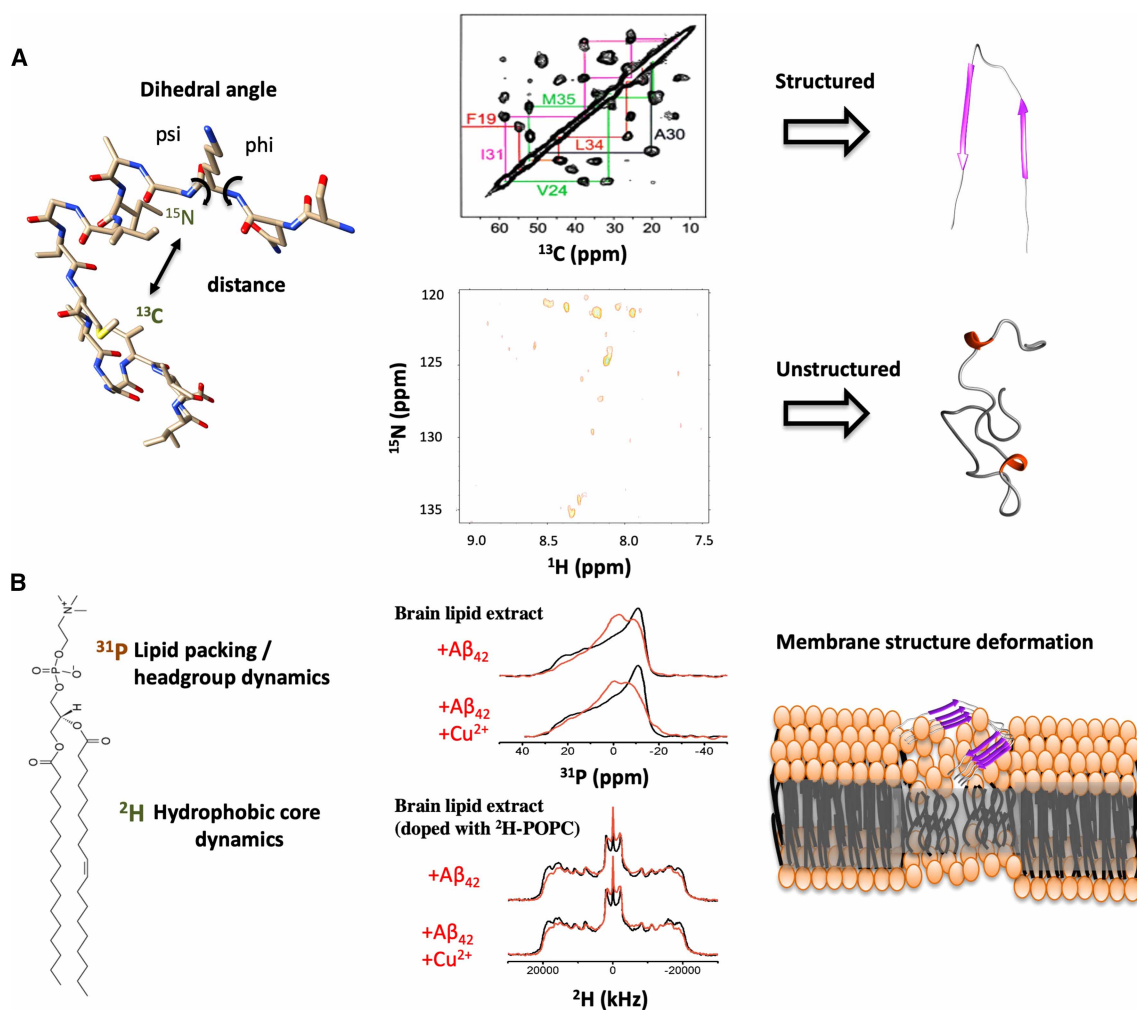 A
Dihedral angle
psi
phi
¹⁵N
distance
¹³C
M35
F19
A30
L34
I31
V24
60 50 40 30 20 10
¹³C (ppm)
Structured
120
125
130
135
¹⁵N (ppm)
9.0 8.5 8.0 7.5
¹H (ppm)
Unstructured
B
N⁺
O
P
O⁻
O
O
H
O
O
O
O
³¹P Lipid packing /
headgroup dynamics
²H Hydrophobic core
dynamics
Brain lipid extract
+Aβ₄₂
+Aβ₄₂
+Cu²⁺
40 20 0 -20 -40
³¹P (ppm)
Brain lipid extract
(doped with ²H-POPC)
+Aβ₄₂
+Aβ₄₂
+Cu²⁺
20000 0 -20000
²H (kHz)
Membrane structure deformation